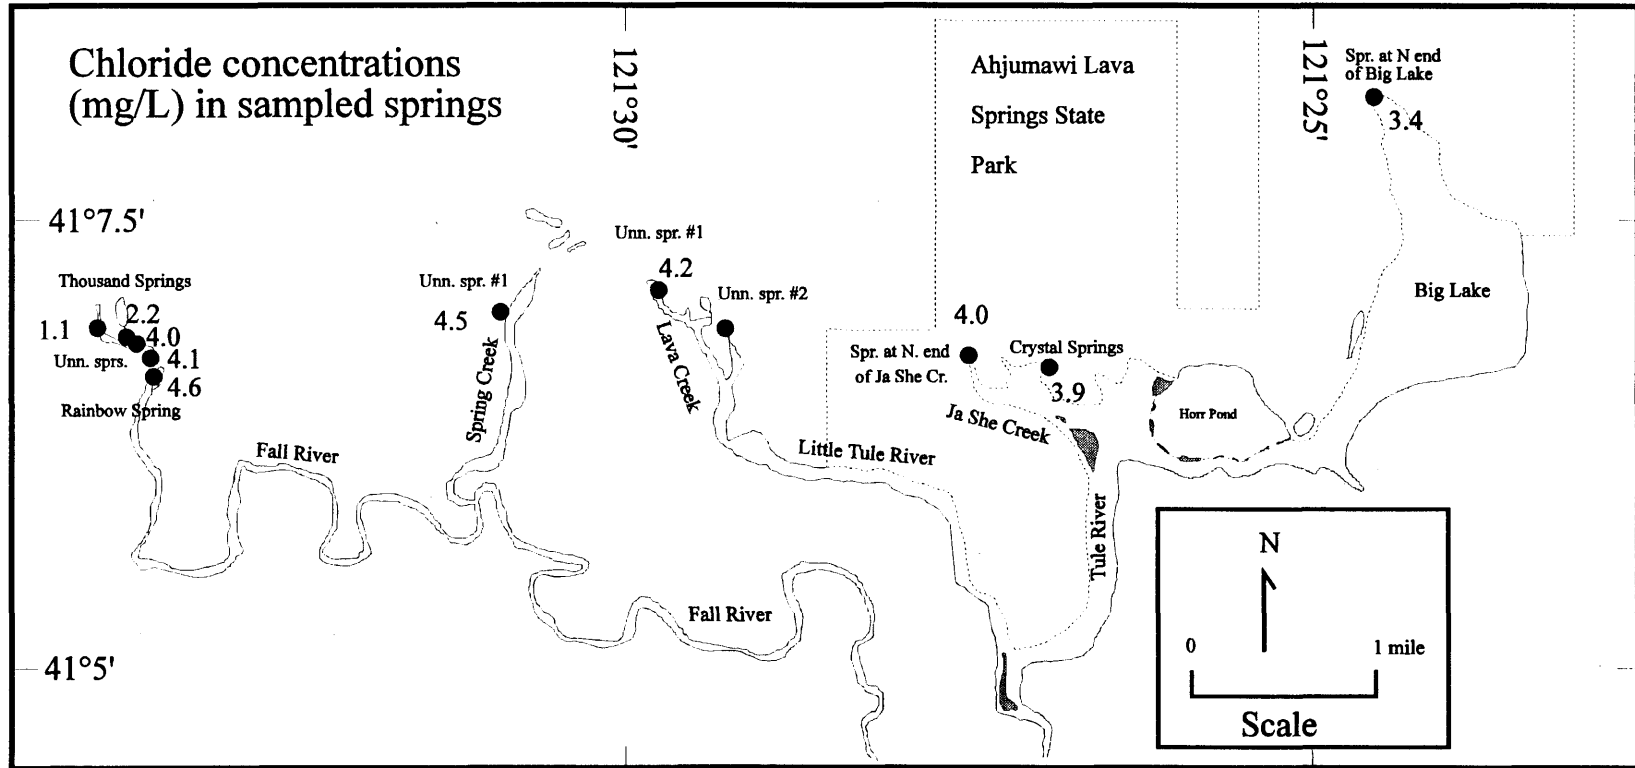 Chloride concentrations
(mg/L) in sampled springs
121°30'
Ahjumawi Lava
Springs State
Park
121°25'
Spr. at N end
of Big Lake
3.4
41°7.5'
Unn. spr. #1
4.2
Unn. spr. #2
Thousand Springs
2.2
1.1
4.0
Unn. sprs.
4.1
4.6
Rainbow Spring
Unn. spr. #1
4.5
Spring Creek
Lava Creek
4.0
Spr. at N. end
of Ja She Cr.
Crystal Springs
3.9
Ja She Creek
Horr Pond
Big Lake
Fall River
Little Tule River
Tule River
Fall River
41°5'
N
0
1 mile
Scale